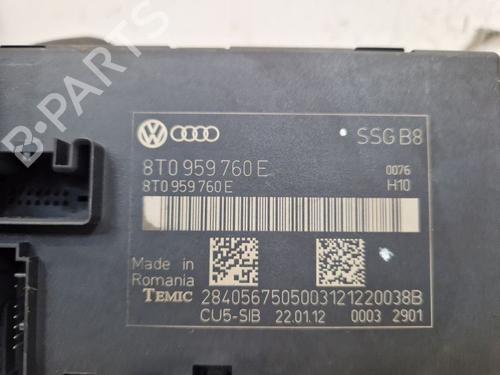 SSG B8
8T0 959 760 E
0076
8T0 959 760 E
H10
Made in
Romania
TEMIC 2840567505003121220038B
CU5-SIB 22.01.12 0003 2901
B-PARTS